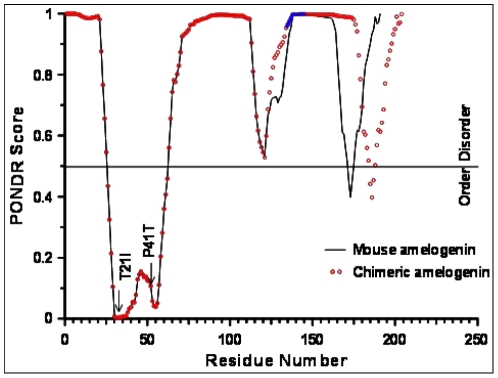 1
0.8
0.6
0.4
0.2
0
PONDR Score
T21I
P41T
Order Disorder
Mouse amelogenin
Chimeric amelogenin
0 50 100 150 200 250
Residue Number